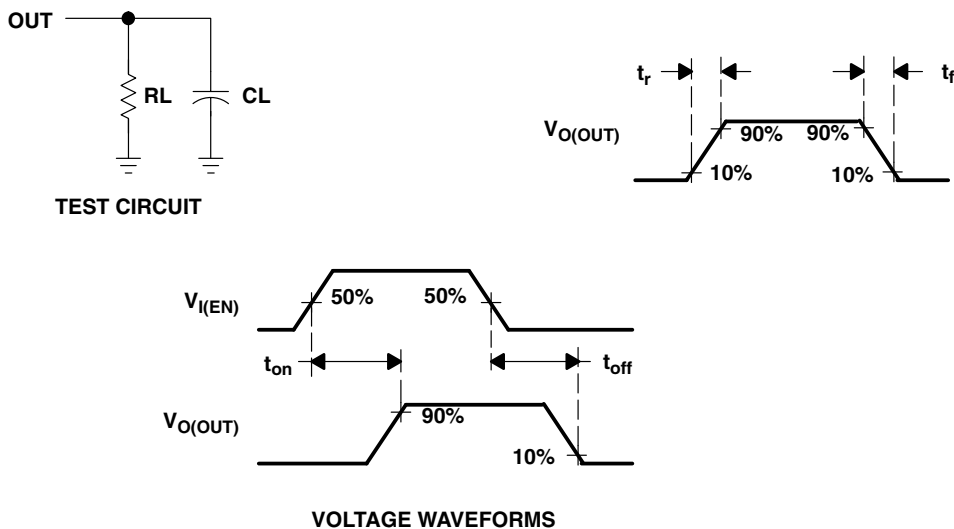 OUT
RL
CL
TEST CIRCUIT
tr
tf
VO(OUT)
90%
90%
10%
10%
VI(EN)
50%
50%
ton
toff
VO(OUT)
90%
10%
VOLTAGE WAVEFORMS